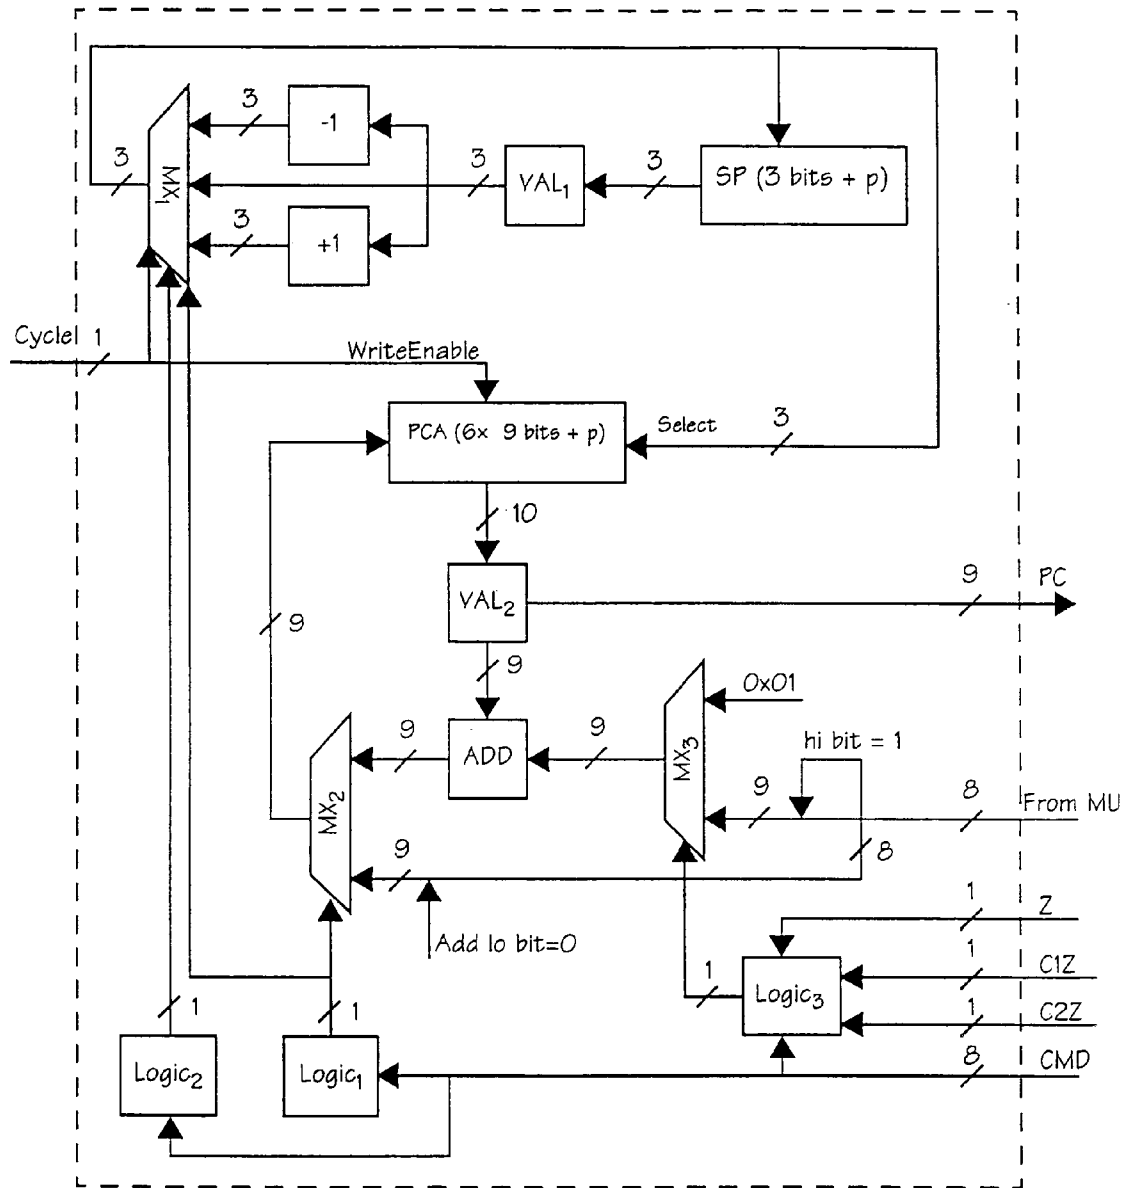 3
-1
3
MX1
3
VAL1
3
SP (3 bits + p)
3
+1
Cycle1
1
WriteEnable
PCA (6x 9 bits + p)
Select
3
10
9
PC
VAL2
9
9
0x01
hi bit = 1
9
ADD
9
MX3
9
8
From MU
MX2
9
8
Add lo bit=0
1
Z
1
C1Z
1
Logic3
1
C2Z
1
1
8
CMD
Logic2
Logic1